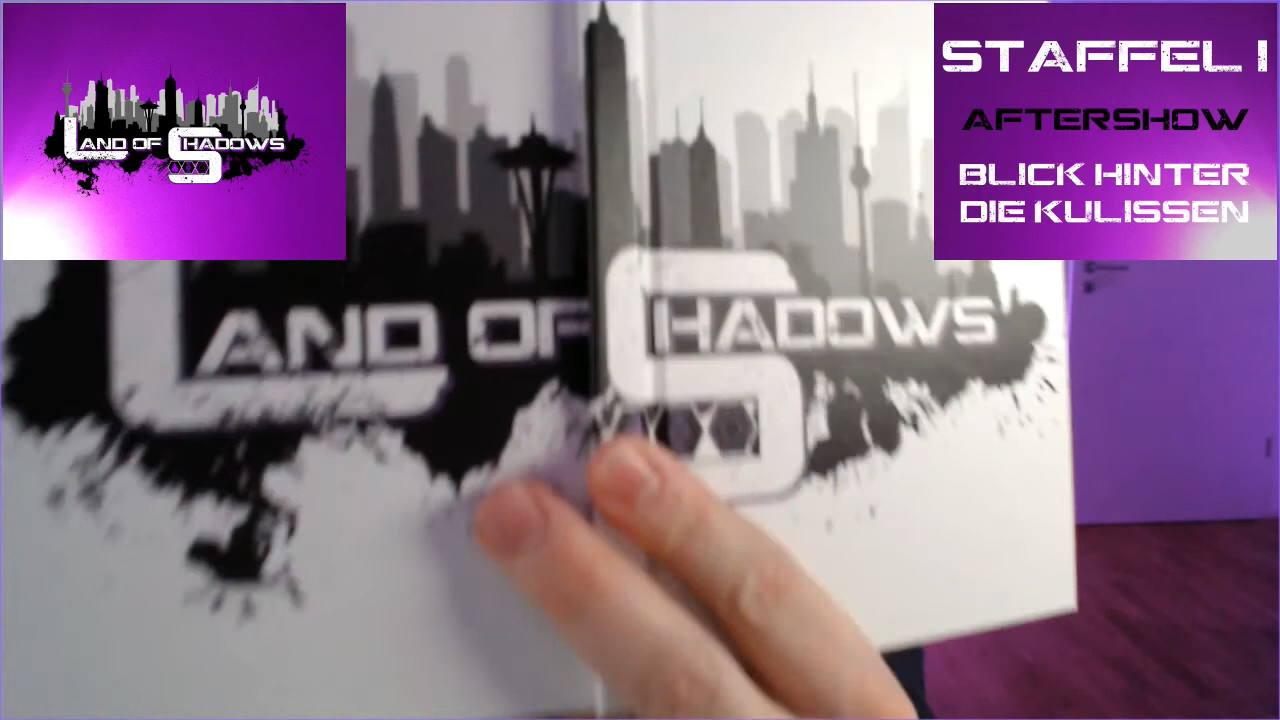 LAND OF SHADOWS
STAFFEL I
AFTERSHOW
BLICK HINTER
DIE KULISSEN
LAND OF SHADOWS